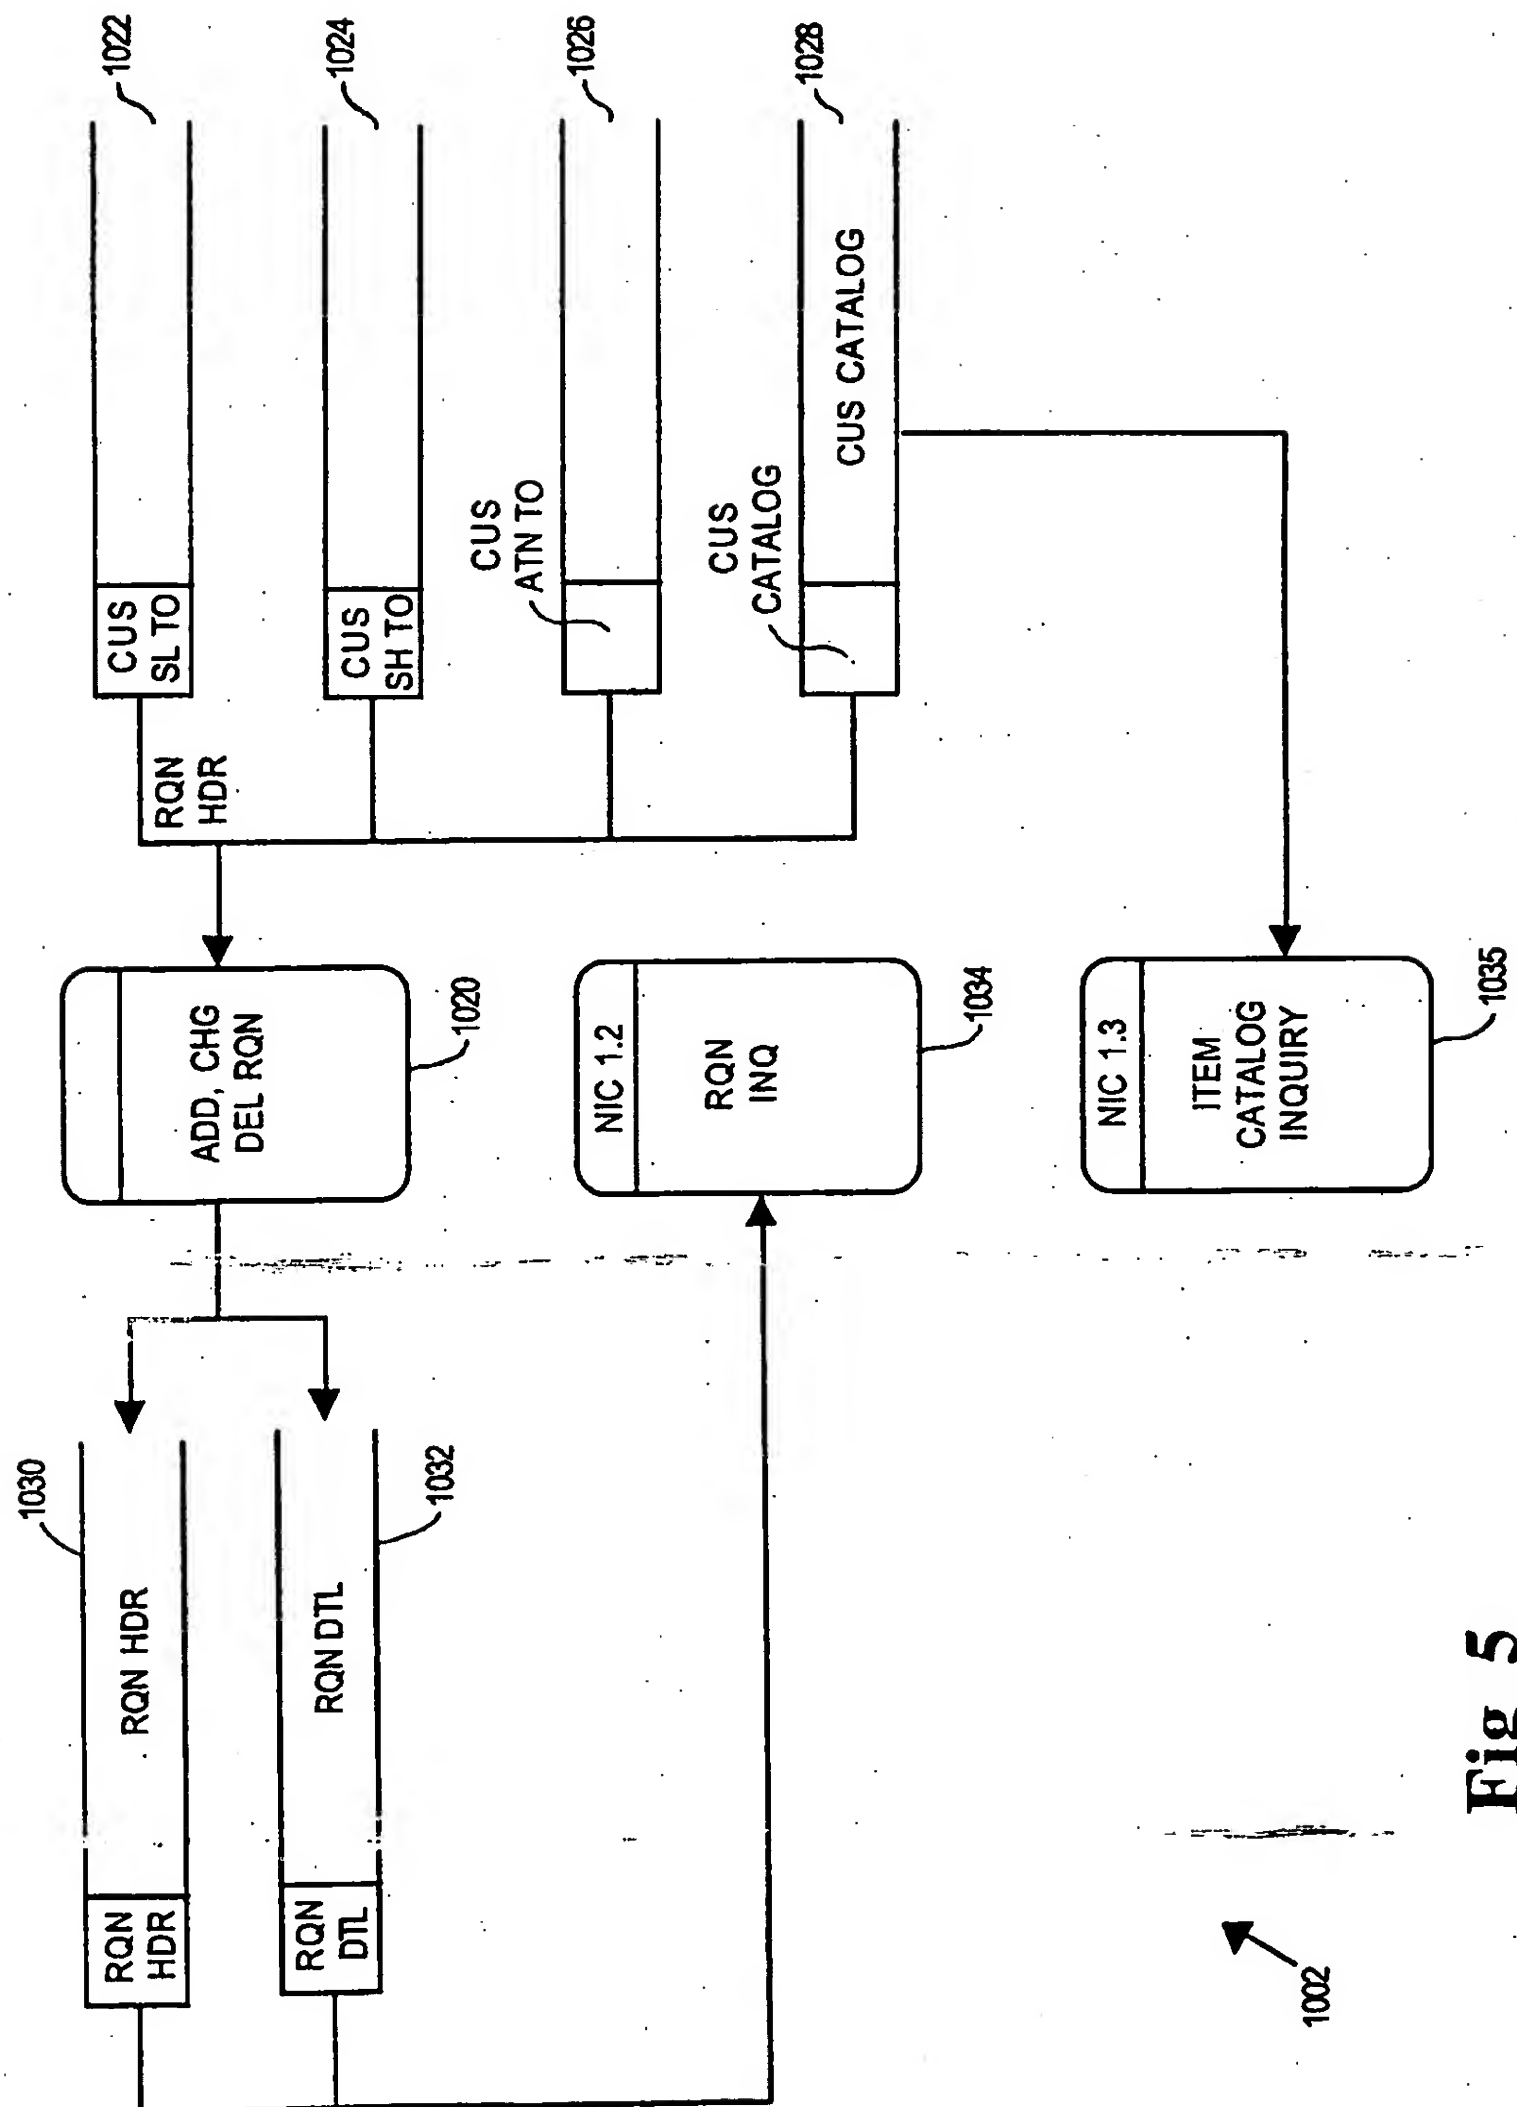 1030
RQN
HDR
RQN HDR
RQN
DTL
RQN DTL
1032
ADD, CHG
DEL RQN
1020
NIC 1.2
RQN
INQ
1034
NIC 1.3
ITEM
CATALOG
INQUIRY
1035
RQN
HDR
CUS
SL TO
1022
CUS
SH TO
1024
CUS
ATN TO
1026
CUS
CATALOG
CUS CATALOG
1028
1002
Fig 5